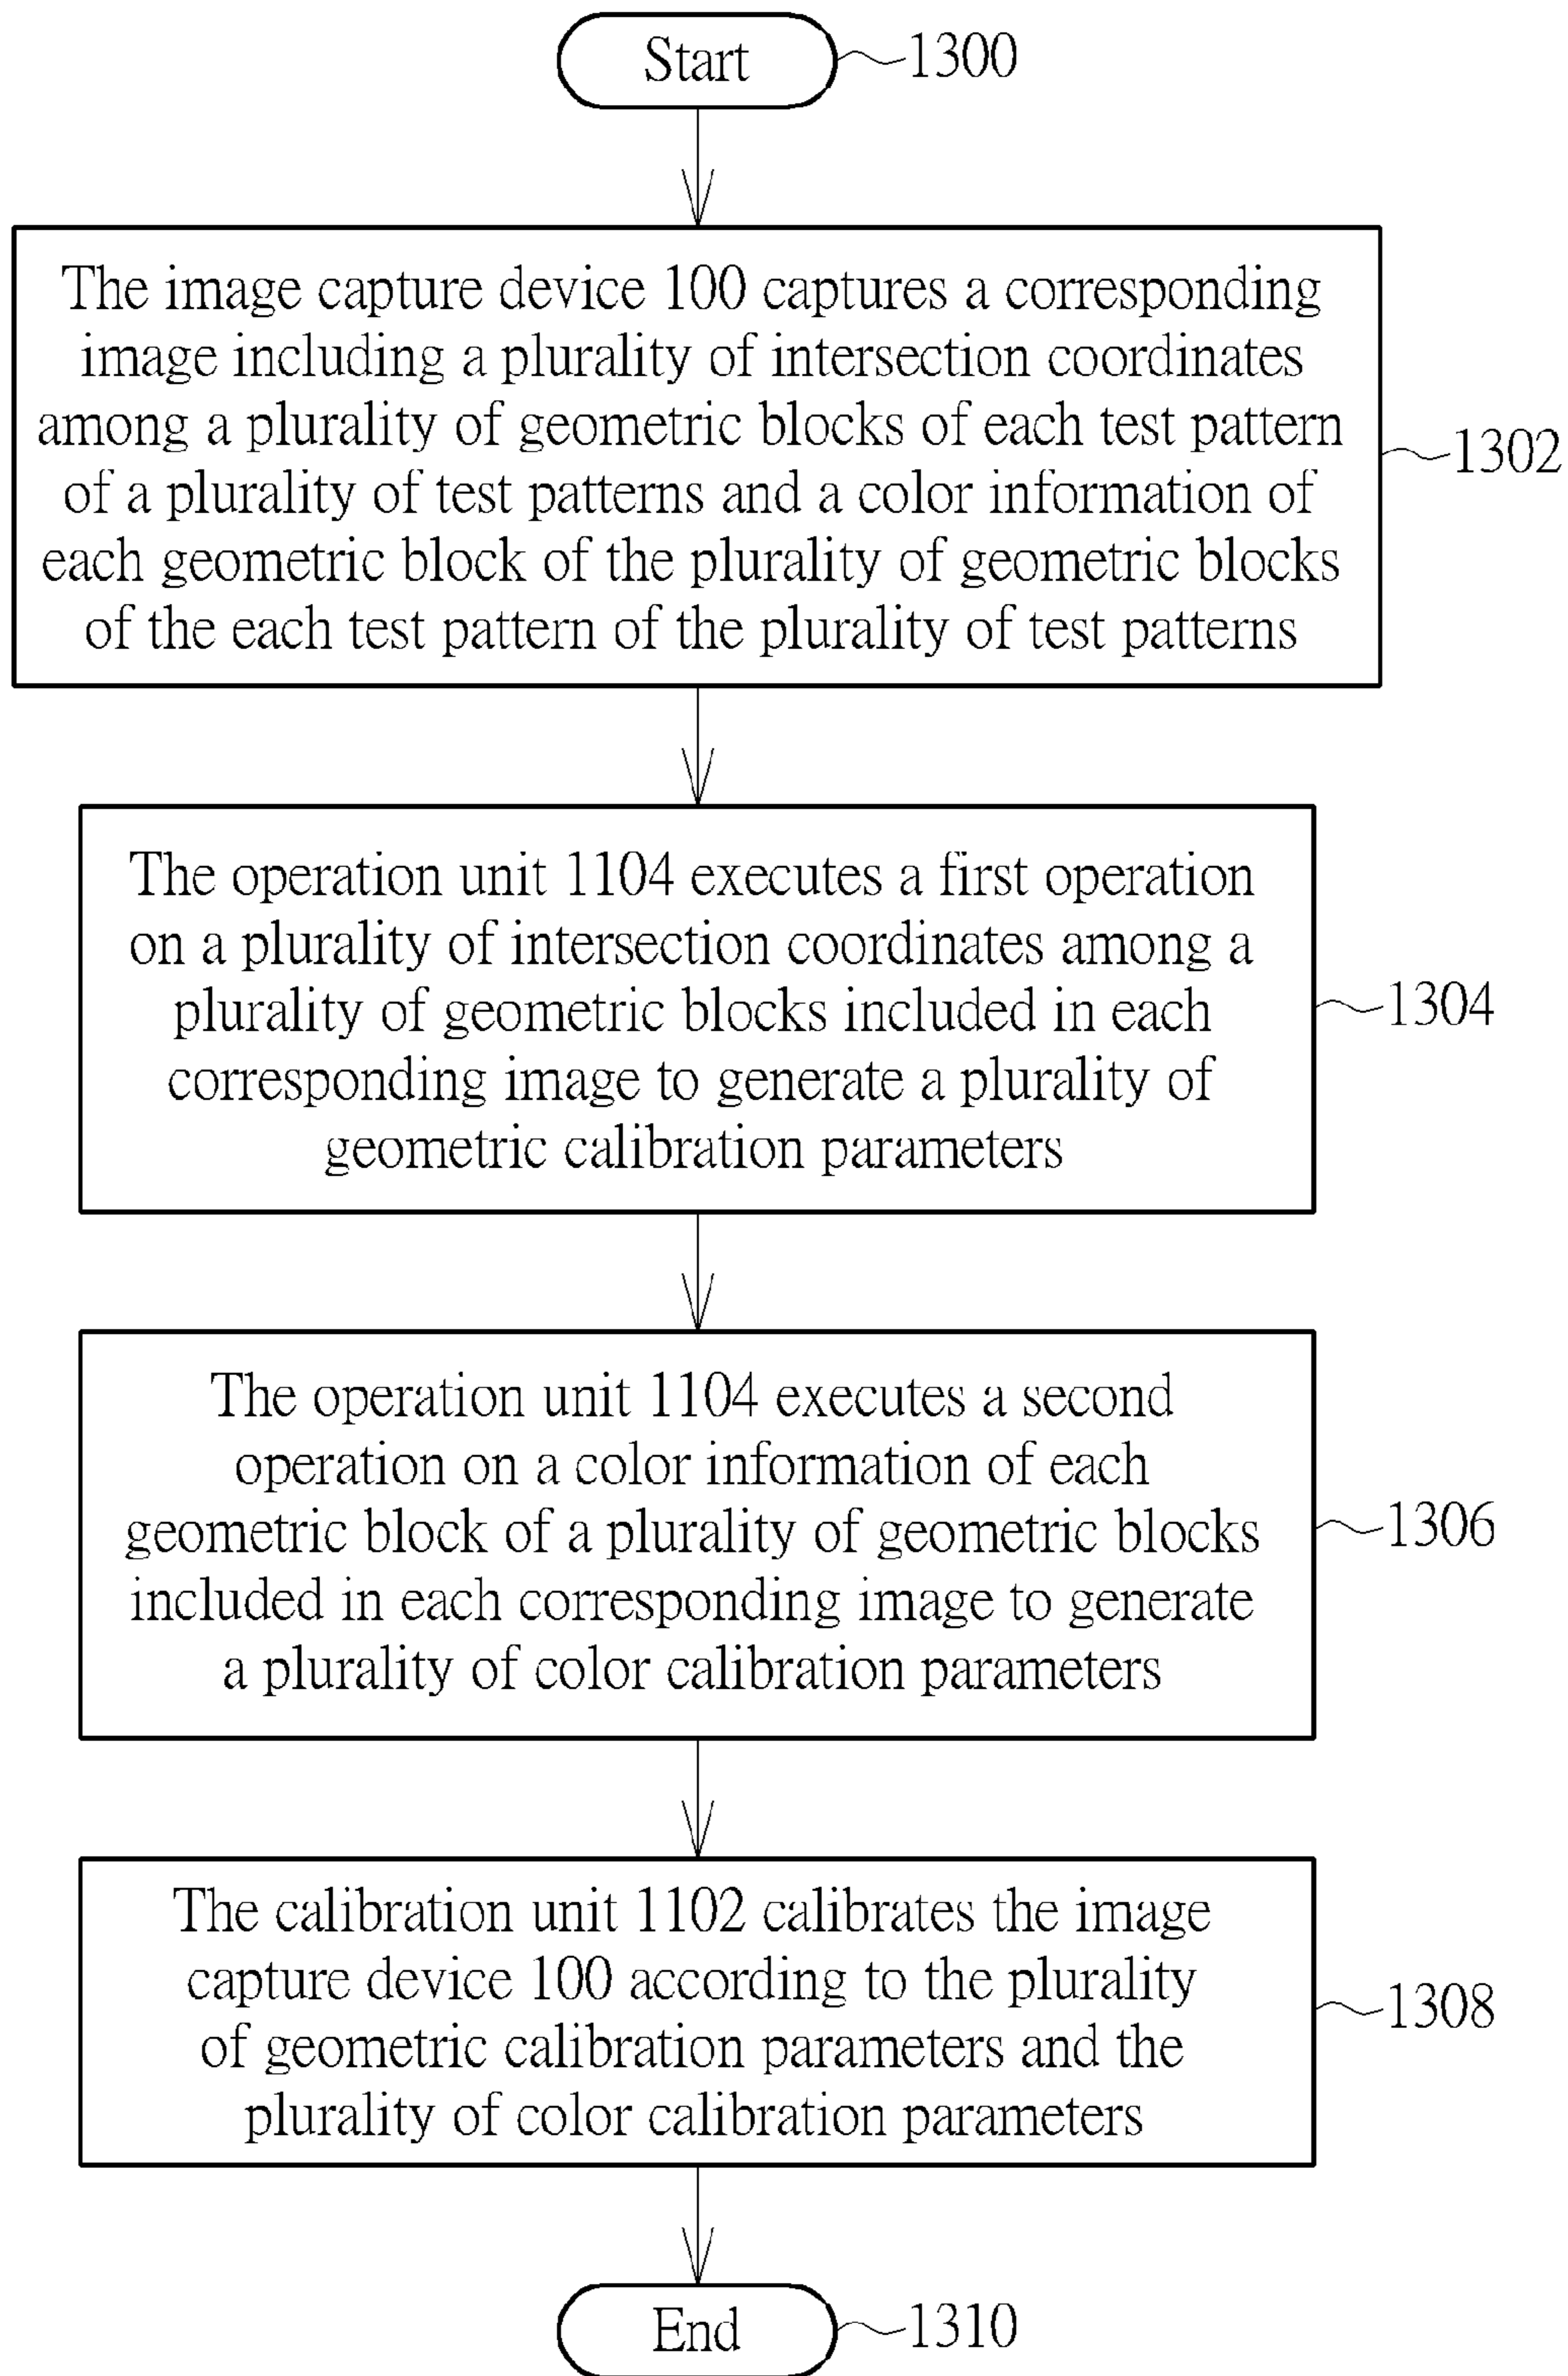 Start
1300
The image capture device 100 captures a corresponding
image including a plurality of intersection coordinates
among a plurality of geometric blocks of each test pattern
of a plurality of test patterns and a color information of
each geometric block of the plurality of geometric blocks
of the each test pattern of the plurality of test patterns
1302
The operation unit 1104 executes a first operation
on a plurality of intersection coordinates among a
plurality of geometric blocks included in each
corresponding image to generate a plurality of
geometric calibration parameters
1304
The operation unit 1104 executes a second
operation on a color information of each
geometric block of a plurality of geometric blocks
included in each corresponding image to generate
a plurality of color calibration parameters
1306
The calibration unit 1102 calibrates the image
capture device 100 according to the plurality
of geometric calibration parameters and the
plurality of color calibration parameters
1308
End
1310